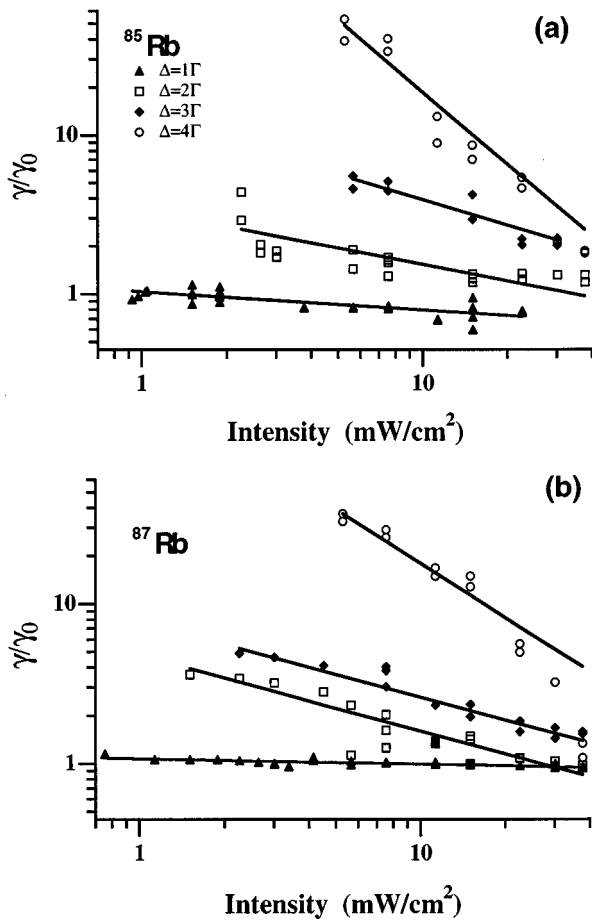 (a)
⁸⁵Rb
Δ=1Γ
Δ=2Γ
Δ=3Γ
Δ=4Γ
γ/γ₀
10
1
1
10
Intensity (mW/cm²)
(b)
⁸⁷Rb
γ/γ₀
10
1
1
10
Intensity (mW/cm²)